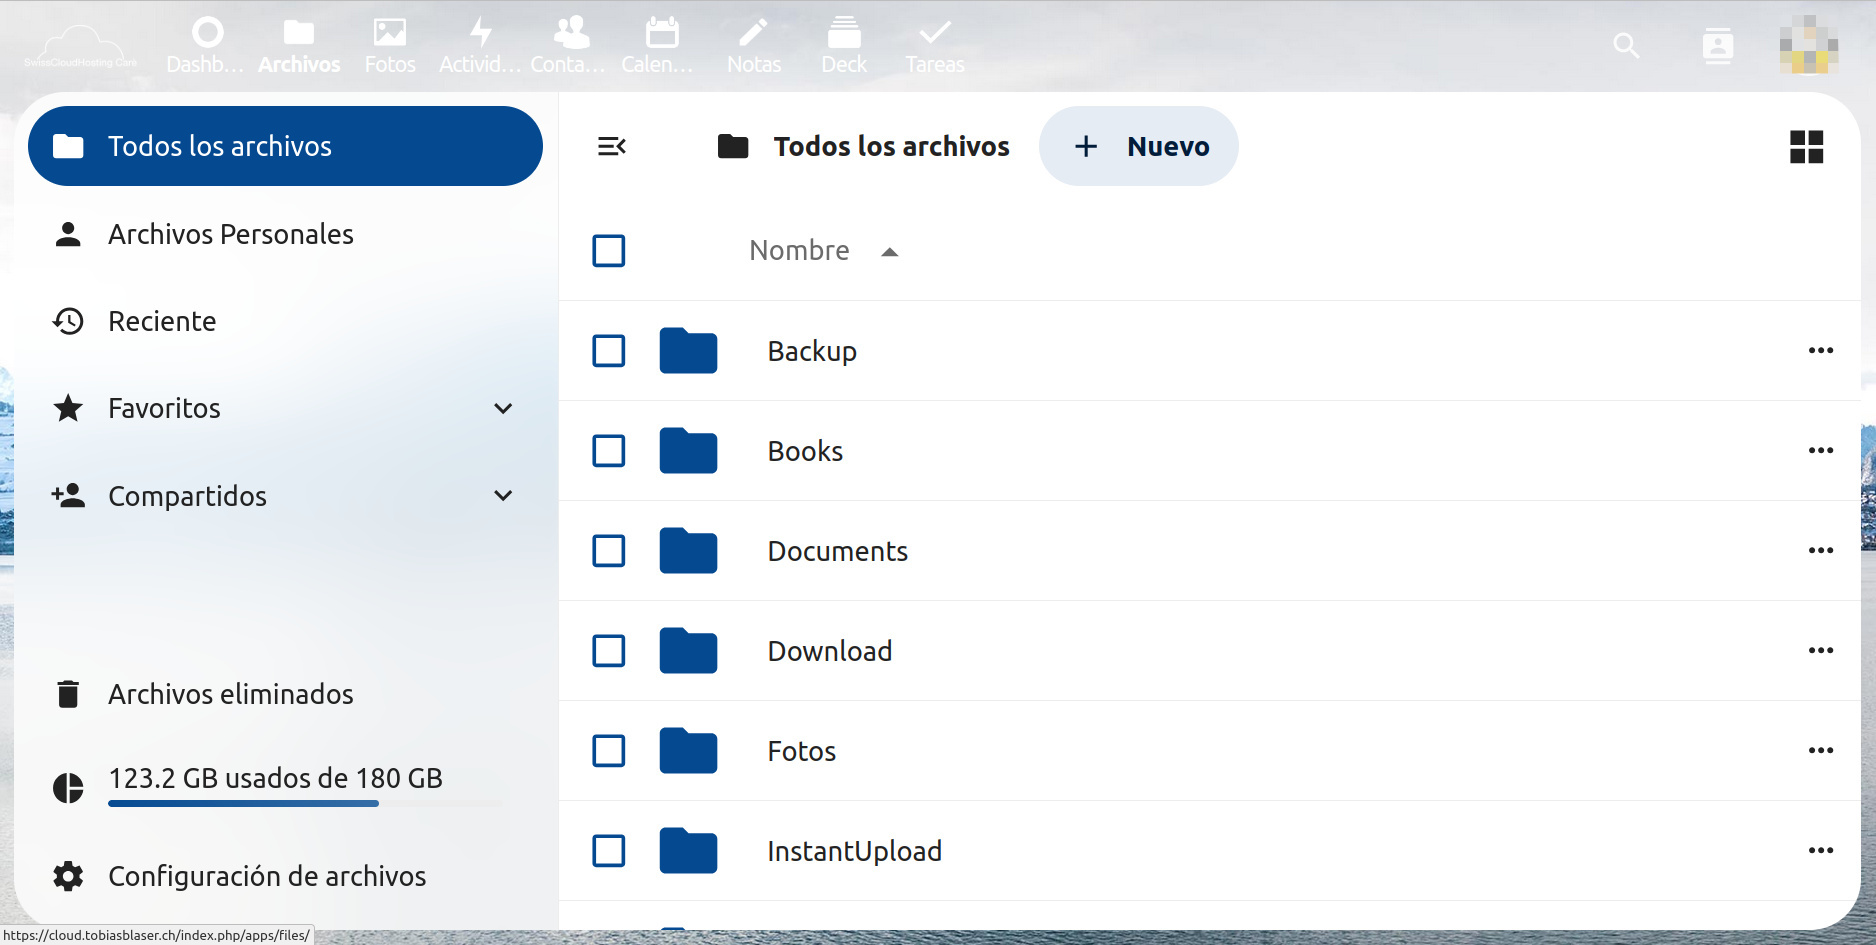 SwissCloudHosting Care
Dashb...
Archivos
Fotos
Activid...
Conta...
Calen...
Notas
Deck
Tareas
Todos los archivos
Archivos Personales
Reciente
Favoritos
Compartidos
Archivos eliminados
123.2 GB usados de 180 GB
Configuración de archivos
Todos los archivos
+ Nuevo
Nombre
Backup
Books
Documents
Download
Fotos
InstantUpload
https://cloud.tobiasblaser.ch/index.php/apps/files/